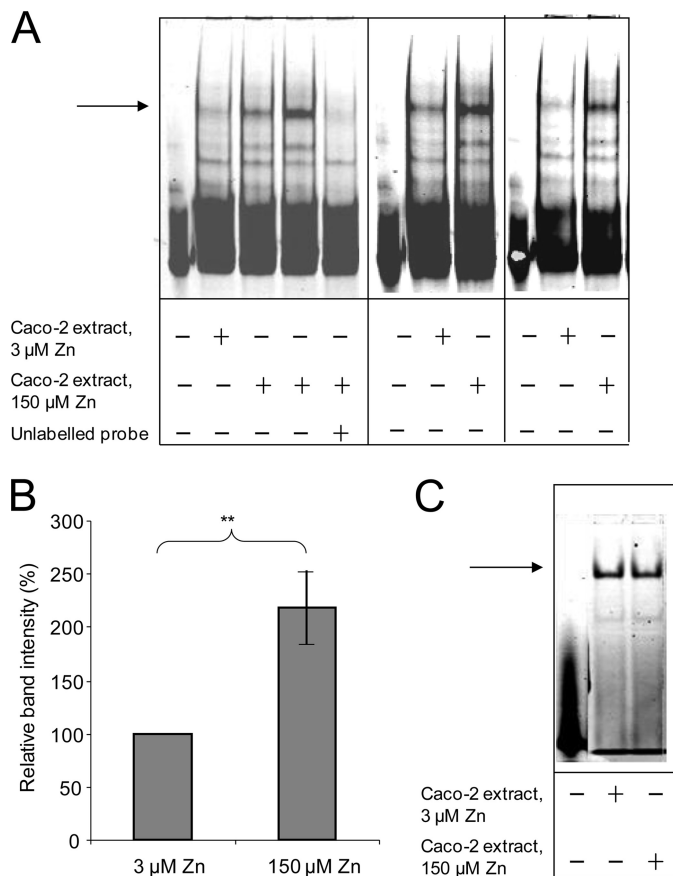 A
Caco-2 extract,
3 µM Zn
− + − − − − + − − + −
Caco-2 extract,
150 µM Zn
− − + + + − − + − − +
Unlabelled probe
− − − − + − − − − − −
B
Relative band intensity (%)
300
250
200
150
100
50
0
**
3 µM Zn 150 µM Zn
C
Caco-2 extract,
3 µM Zn
− + −
Caco-2 extract,
150 µM Zn
− − +